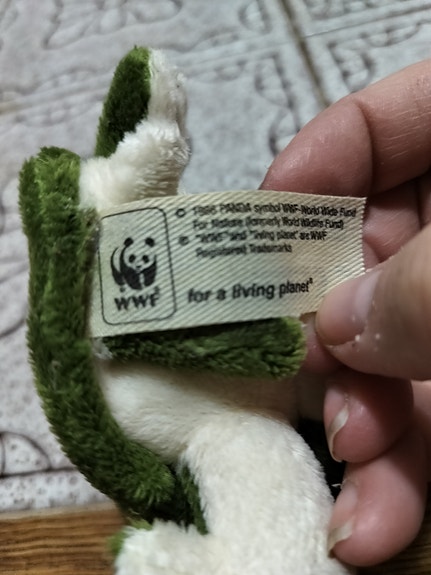 © 1986 PANDA symbol WWF-World Wide Fund
For Nature (formerly World Wildlife Fund)
® "WWF" and "living planet" are WWF
Registered Trademarks
WWF®
for a living planet®